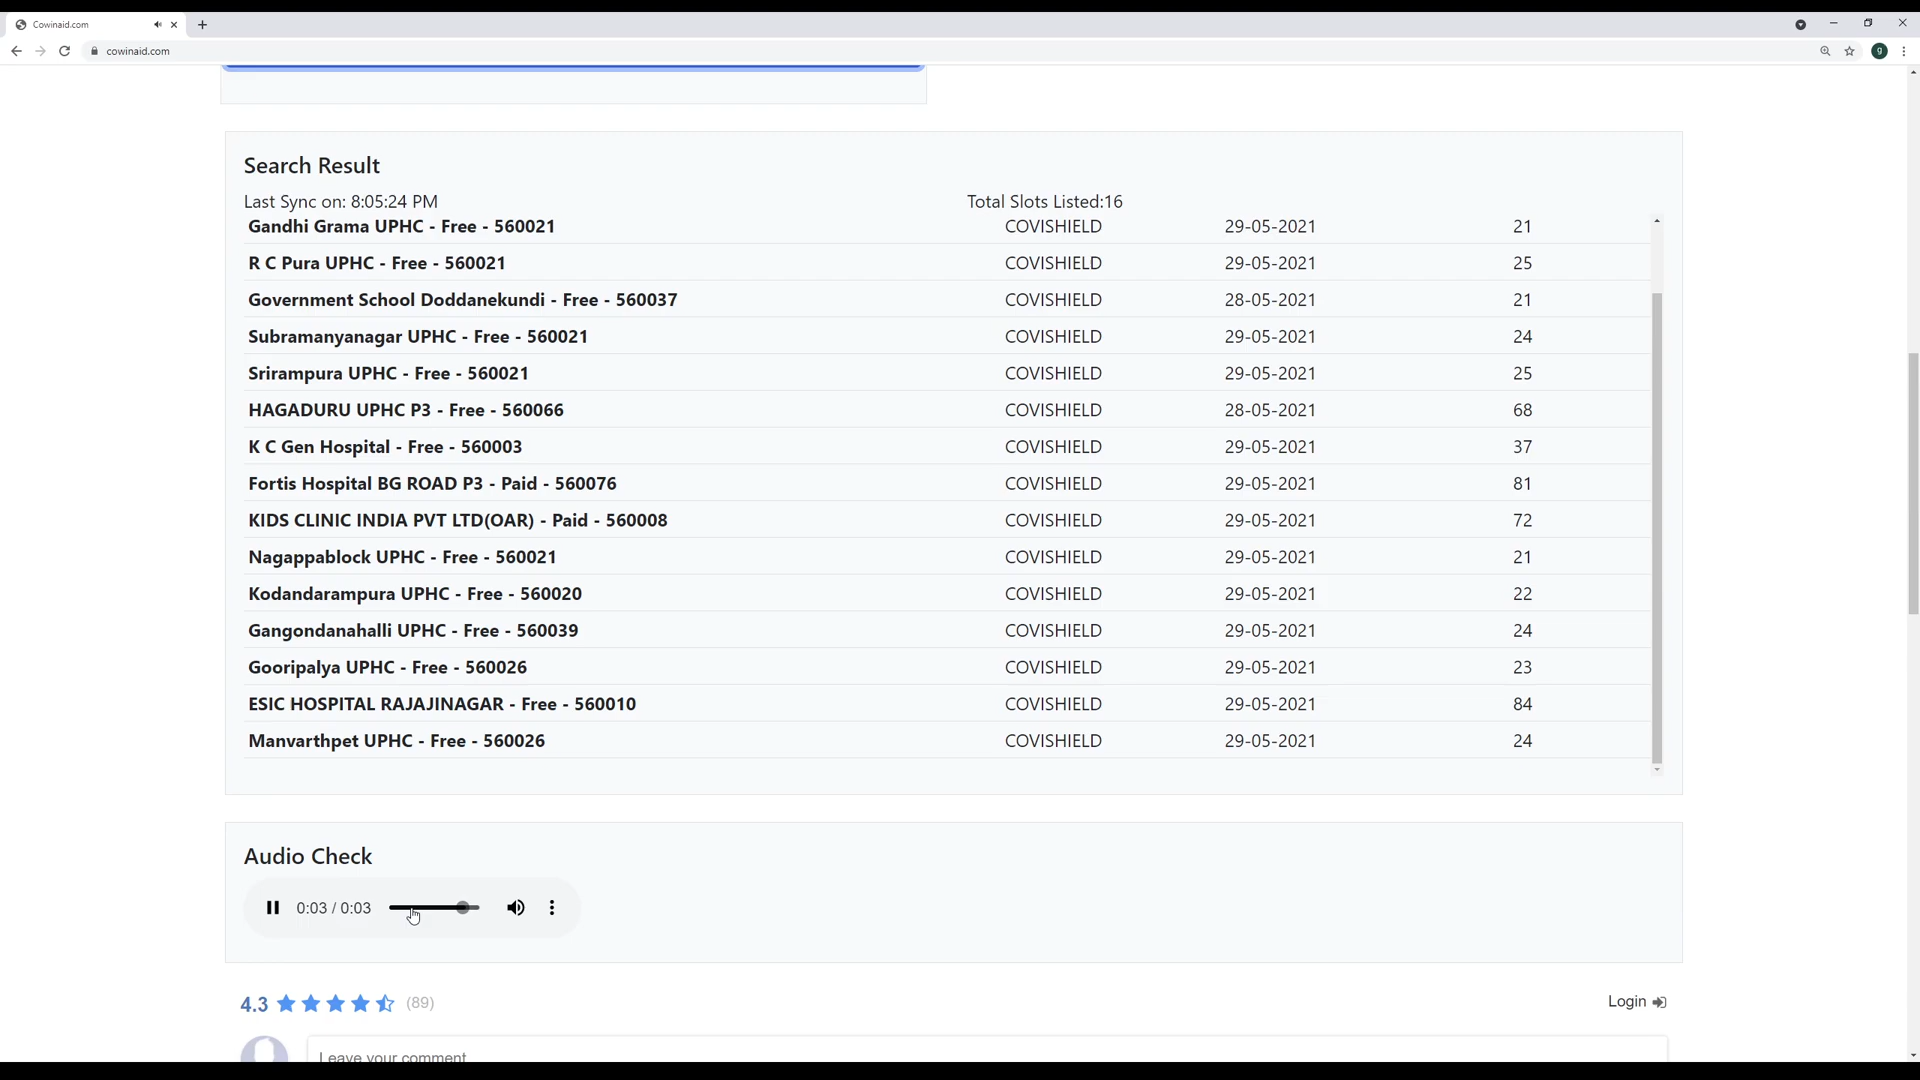 Cowinaid.com
cowinaid.com
g
Search Result
Last Sync on: 8:05:24 PM Total Slots Listed:16
Gandhi Grama UPHC - Free - 560021 COVISHIELD 29-05-2021 21
R C Pura UPHC - Free - 560021 COVISHIELD 29-05-2021 25
Government School Doddanekundi - Free - 560037 COVISHIELD 28-05-2021 21
Subramanyanagar UPHC - Free - 560021 COVISHIELD 29-05-2021 24
Srirampura UPHC - Free - 560021 COVISHIELD 29-05-2021 25
HAGADURU UPHC P3 - Free - 560066 COVISHIELD 28-05-2021 68
K C Gen Hospital - Free - 560003 COVISHIELD 29-05-2021 37
Fortis Hospital BG ROAD P3 - Paid - 560076 COVISHIELD 29-05-2021 81
KIDS CLINIC INDIA PVT LTD(OAR) - Paid - 560008 COVISHIELD 29-05-2021 72
Nagappablock UPHC - Free - 560021 COVISHIELD 29-05-2021 21
Kodandarampura UPHC - Free - 560020 COVISHIELD 29-05-2021 22
Gangondanahalli UPHC - Free - 560039 COVISHIELD 29-05-2021 24
Gooripalya UPHC - Free - 560026 COVISHIELD 29-05-2021 23
ESIC HOSPITAL RAJAJINAGAR - Free - 560010 COVISHIELD 29-05-2021 84
Manvarthpet UPHC - Free - 560026 COVISHIELD 29-05-2021 24
Audio Check
0:03 / 0:03
4.3 (89) Login
Leave your comment